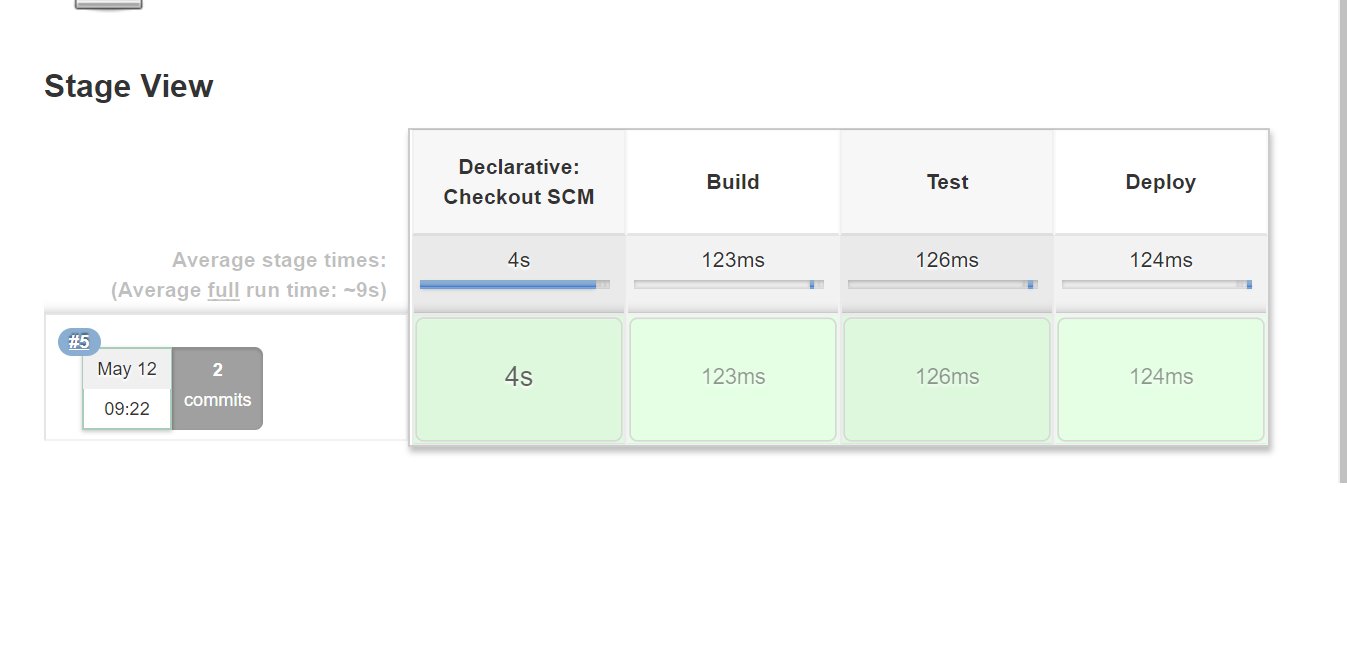 Stage View
Declarative:
Checkout SCM
Build
Test
Deploy
Average stage times:
(Average full run time: ~9s)
4s
123ms
126ms
124ms
#5
May 12
09:22
2
commits
4s
123ms
126ms
124ms